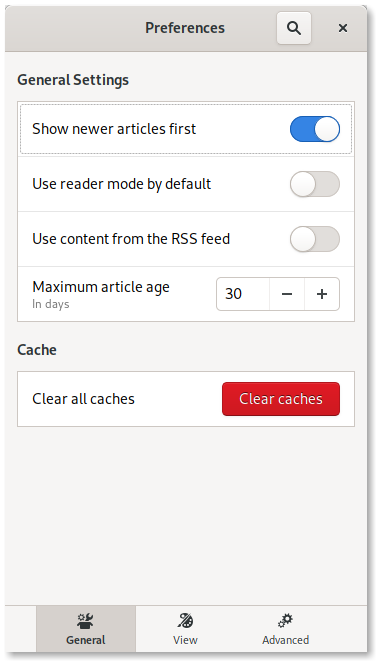 Preferences
General Settings
Show newer articles first
Use reader mode by default
Use content from the RSS feed
Maximum article age
In days
30
Cache
Clear all caches
Clear caches
General
View
Advanced